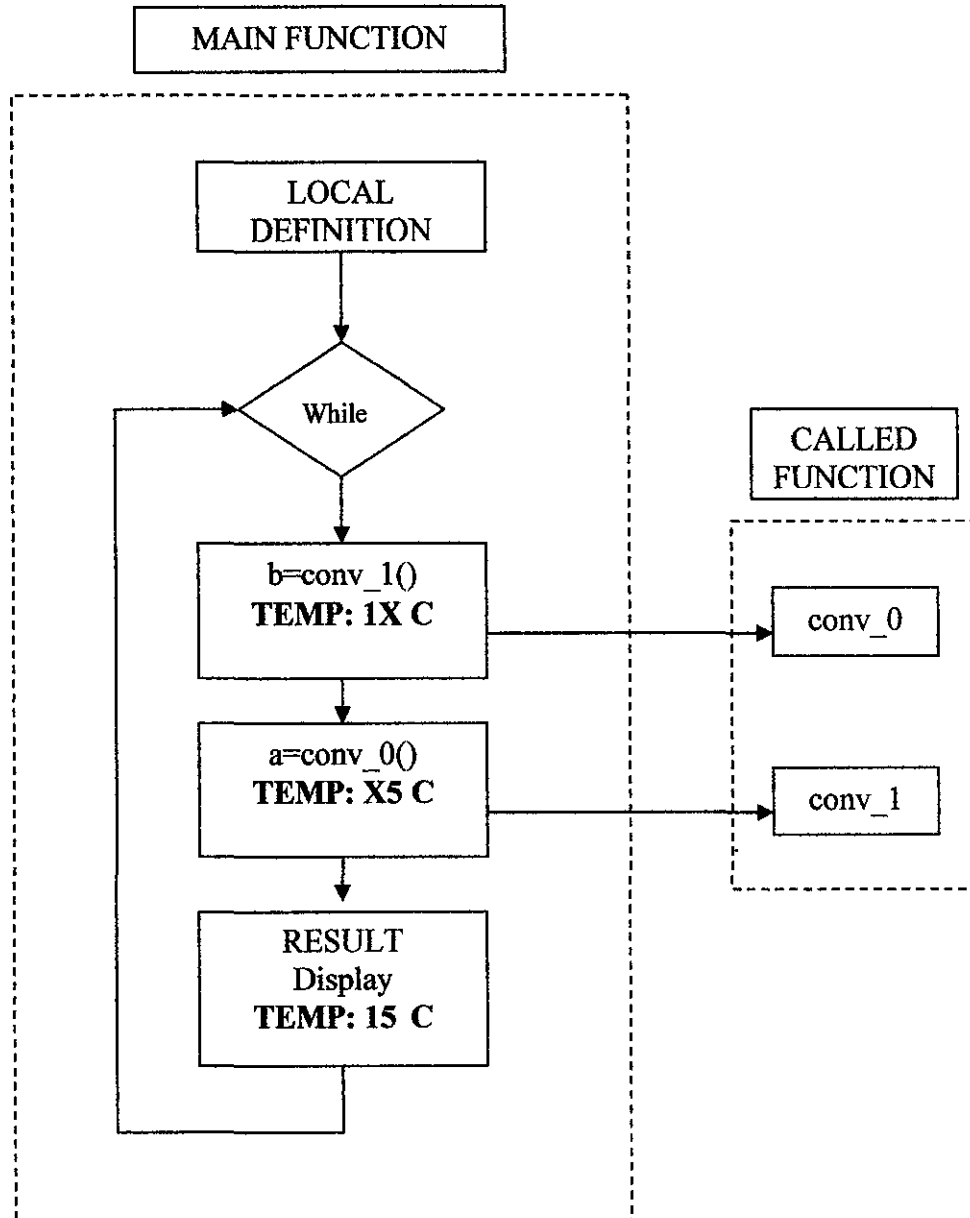 MAIN FUNCTION
LOCAL
DEFINITION
While
b=conv_1()
TEMP: 1X C
a=conv_0()
TEMP: X5 C
RESULT
Display
TEMP: 15 C
CALLED
FUNCTION
conv_0
conv_1